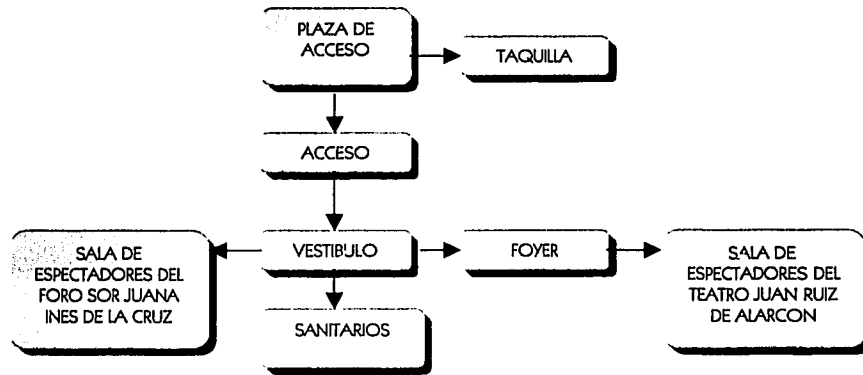 PLAZA DE
ACCESO
TAQUILLA
ACCESO
SALA DE
ESPECTADORES DEL
FORO SOR JUANA
INES DE LA CRUZ
VESTIBULO
FOYER
SALA DE
ESPECTADORES DEL
TEATRO JUAN RUIZ
DE ALARCON
SANITARIOS